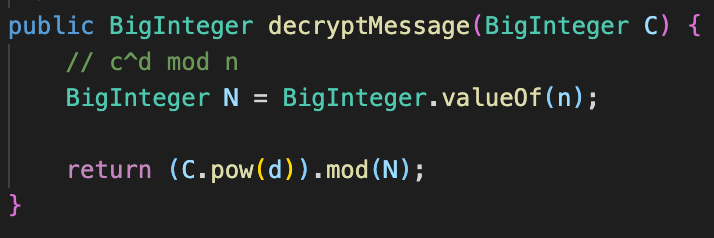 public BigInteger decryptMessage(BigInteger C) {
// c^d mod n
BigInteger N = BigInteger.valueOf(n);
return (C.pow(d)).mod(N);
}